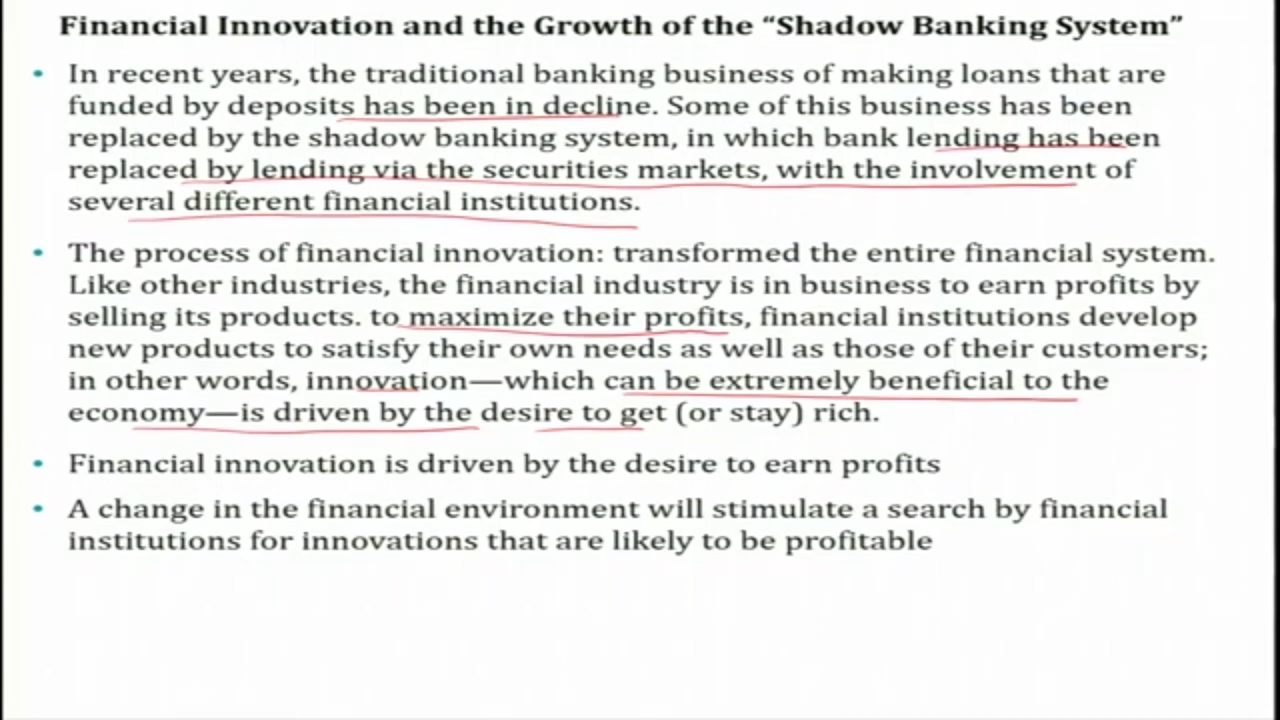 Financial Innovation and the Growth of the “Shadow Banking System”
• In recent years, the traditional banking business of making loans that are
funded by deposits has been in decline. Some of this business has been
replaced by the shadow banking system, in which bank lending has been
replaced by lending via the securities markets, with the involvement of
several different financial institutions.
• The process of financial innovation: transformed the entire financial system.
Like other industries, the financial industry is in business to earn profits by
selling its products. to maximize their profits, financial institutions develop
new products to satisfy their own needs as well as those of their customers;
in other words, innovation—which can be extremely beneficial to the
economy—is driven by the desire to get (or stay) rich.
• Financial innovation is driven by the desire to earn profits
• A change in the financial environment will stimulate a search by financial
institutions for innovations that are likely to be profitable